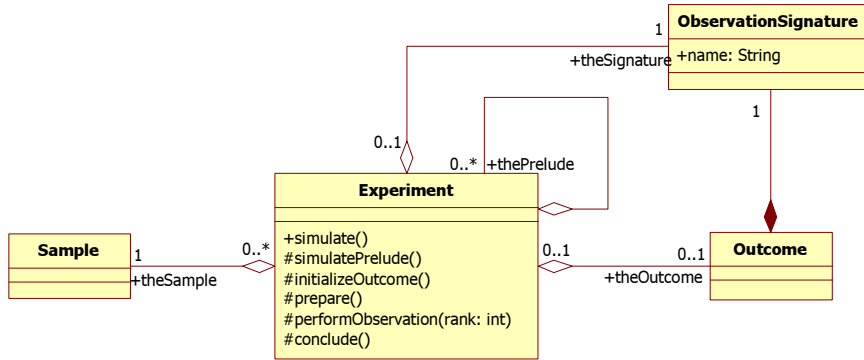 ObservationSignature
+name: String
1
+theSignature
1
0..1
0..* +thePrelude
Experiment
+simulate()
#simulatePrelude()
#initializeOutcome()
#prepare()
#performObservation(rank: int)
#conclude()
Sample
1
+theSample
0..*
0..1
0..1
+theOutcome
Outcome